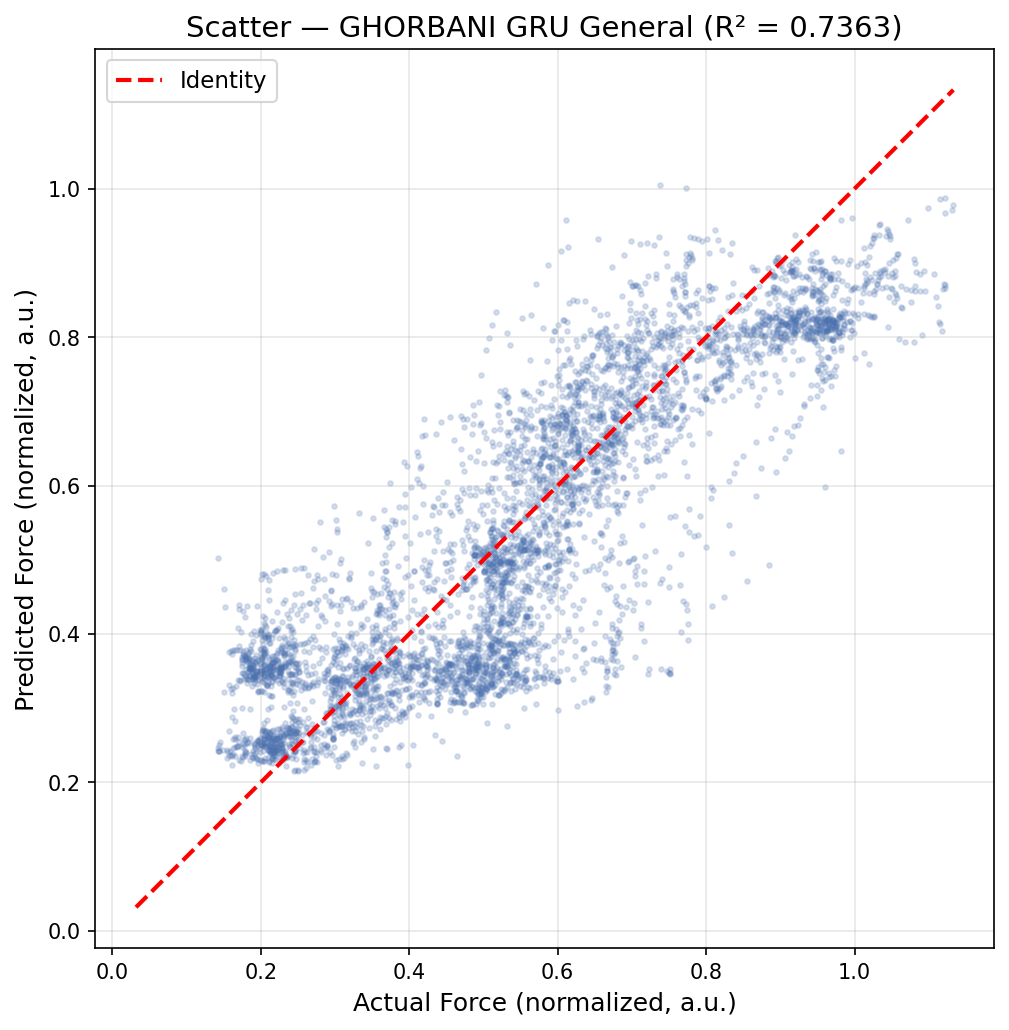 Scatter — GHORBANI GRU General (R² = 0.7363)
Identity
1.0
0.8
0.6
0.4
0.2
0.0
Predicted Force (normalized, a.u.)
0.0 0.2 0.4 0.6 0.8 1.0
Actual Force (normalized, a.u.)